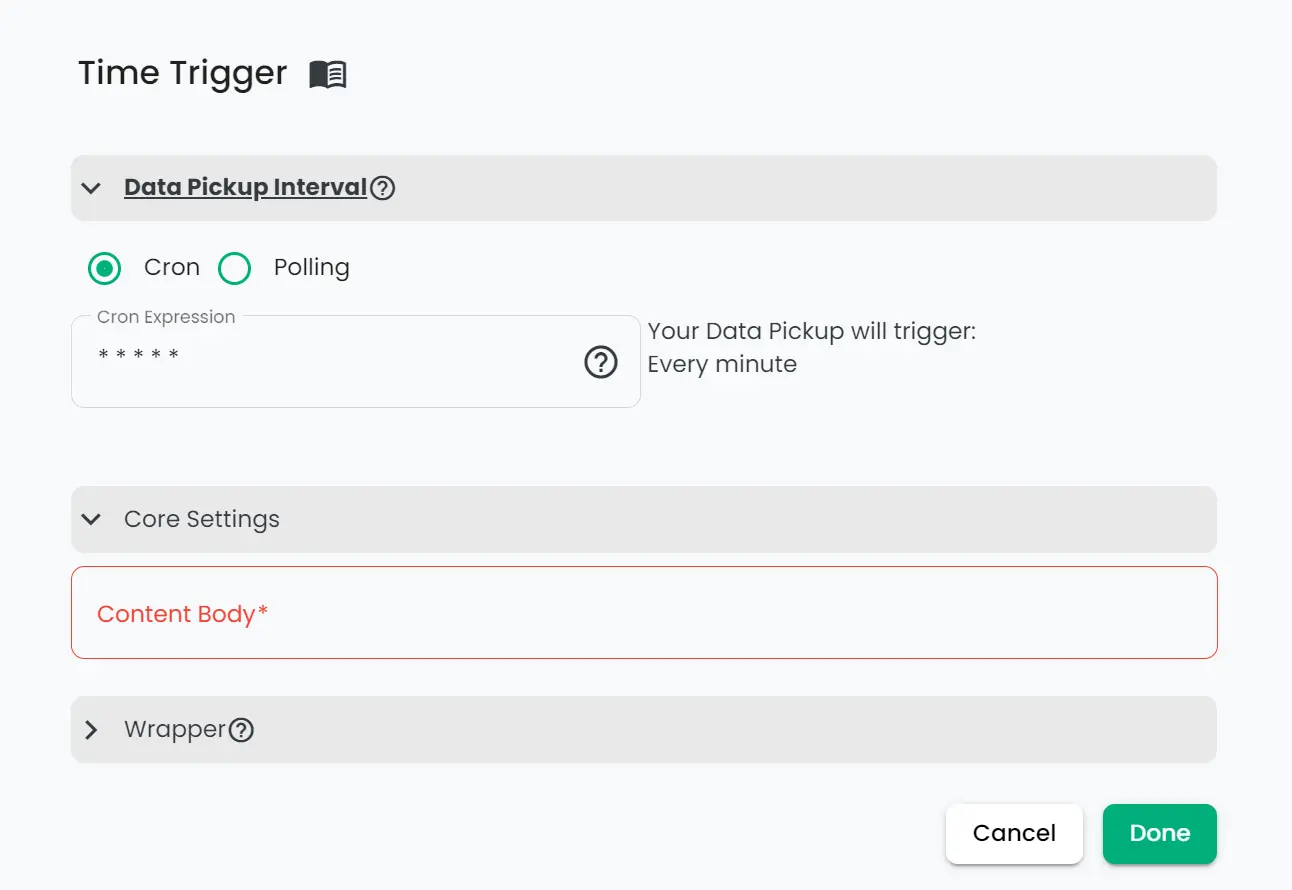 Time Trigger
Data Pickup Interval
Cron Polling
Cron Expression
* * * * *
Your Data Pickup will trigger:
Every minute
Core Settings
Content Body*
Wrapper
Cancel Done